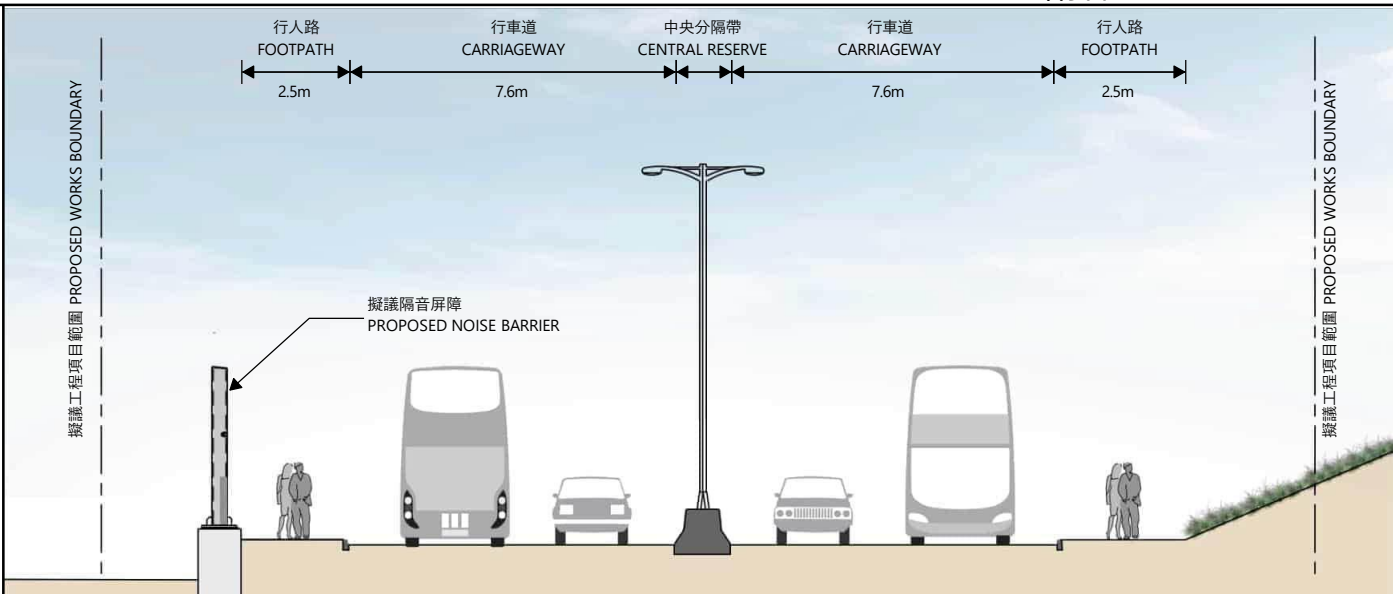 行人路
FOOTPATH
2.5m
行車道
CARRIAGEWAY
7.6m
中央分隔帶
CENTRAL RESERVE
行車道
CARRIAGEWAY
7.6m
行人路
FOOTPATH
2.5m
擬議工程項目範圍 PROPOSED WORKS BOUNDARY
擬議隔音屏障
PROPOSED NOISE BARRIER
擬議工程項目範圍 PROPOSED WORKS BOUNDARY